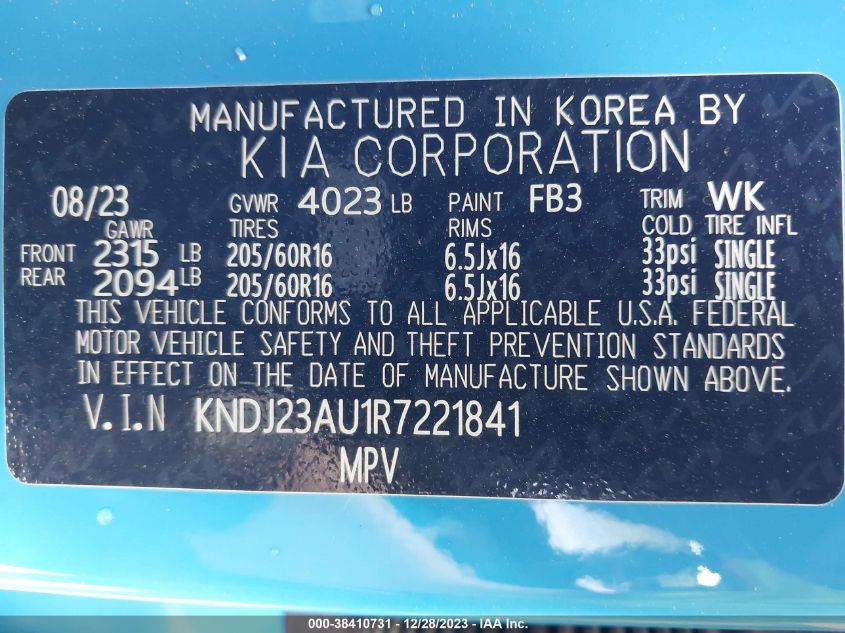 MANUFACTURED IN KOREA BY
KIA CORPORATION
08/23 GVWR 4023 LB PAINT FB3 TRIM WK
GAWR TIRES RIMS COLD TIRE INFL
FRONT 2315 LB 205/60R16 6.5Jx16 33psi SINGLE
REAR 2094 LB 205/60R16 6.5Jx16 33psi SINGLE
THIS VEHICLE CONFORMS TO ALL APPLICABLE U.S.A. FEDERAL
MOTOR VEHICLE SAFETY AND THEFT PREVENTION STANDARDS
IN EFFECT ON THE DATE OF MANUFACTURE SHOWN ABOVE.
V.I.N KNDJ23AU1R7221841
MPV
000-38410731 - 12/28/2023 - IAA Inc.